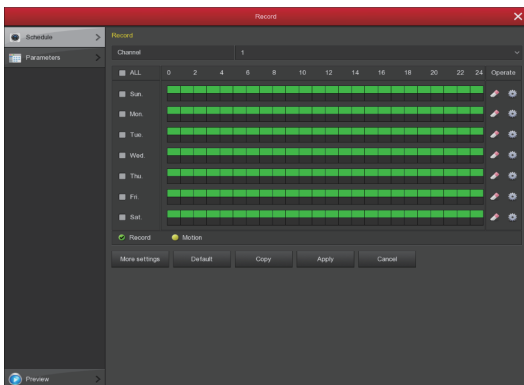 Record
Schedule
Parameters
Record
Channel 1
ALL 0 2 4 6 8 10 12 14 16 18 20 22 24 Operate
Sun.
Mon.
Tue.
Wed.
Thu.
Fri.
Sat.
Record Motion
More settings Default Copy Apply Cancel
Preview